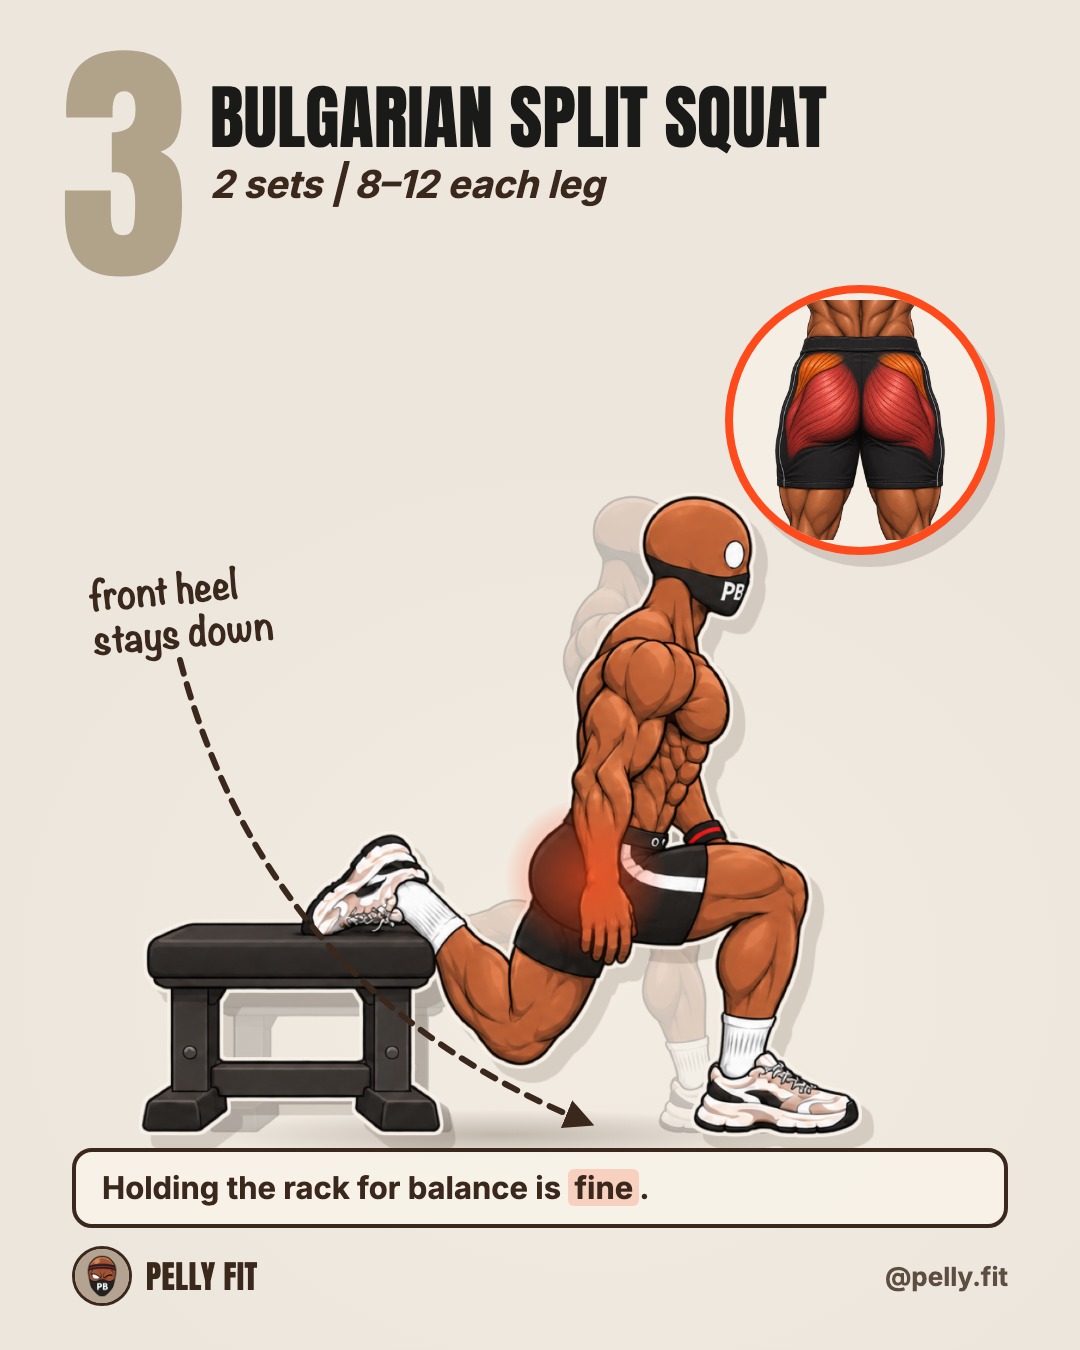 3
BULGARIAN SPLIT SQUAT
2 sets | 8–12 each leg
front heel
stays down
PB
Holding the rack for balance is fine.
PB
PELLY FIT
@pelly.fit